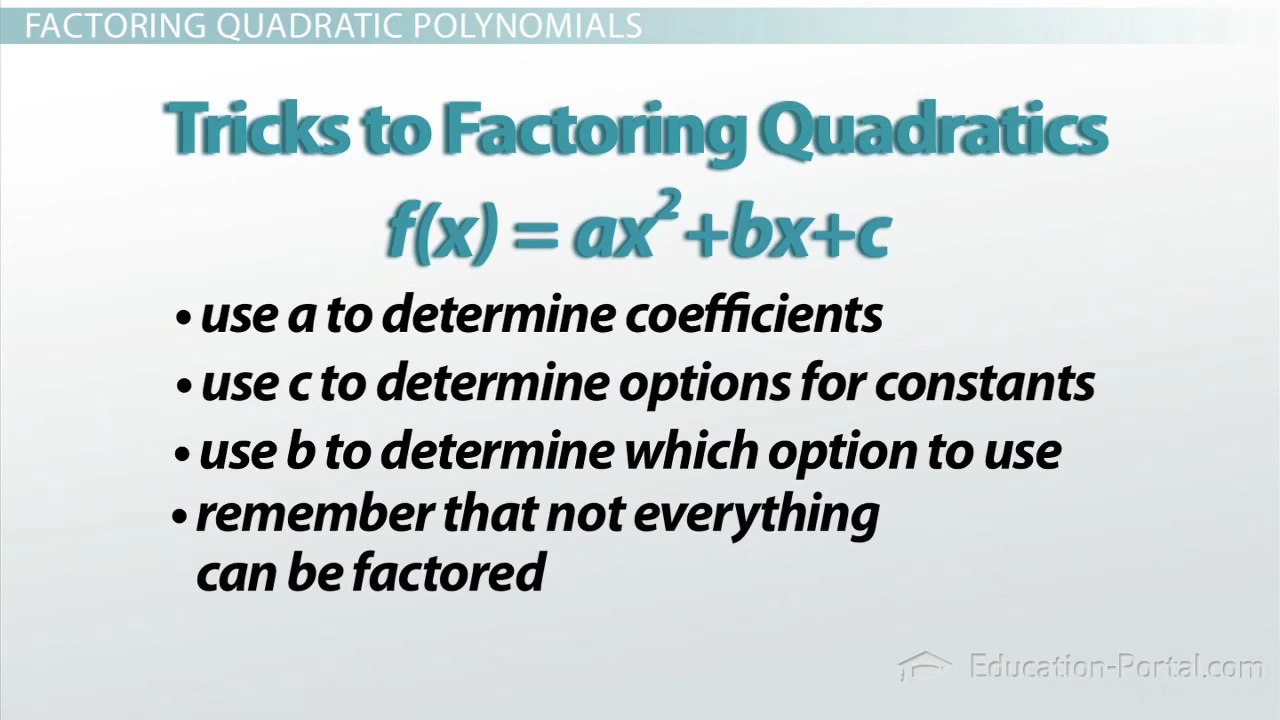 FACTORING QUADRATIC POLYNOMIALS
Tricks to Factoring Quadratics
f(x) = ax²+bx+c
• use a to determine coefficients
• use c to determine options for constants
• use b to determine which option to use
• remember that not everything
can be factored
Education-Portal.com